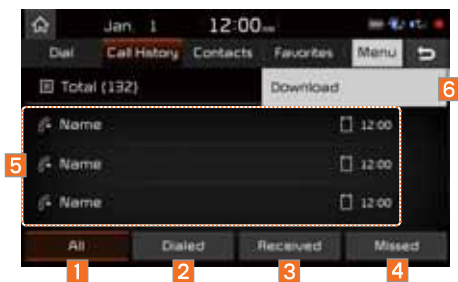 Jan. 1 12:00
Dial Call History Contacts Favorites Menu
Total (132) Download 6
Name 12:00
5 Name 12:00
Name 12:00
All Dialed Received Missed
1 2 3 4